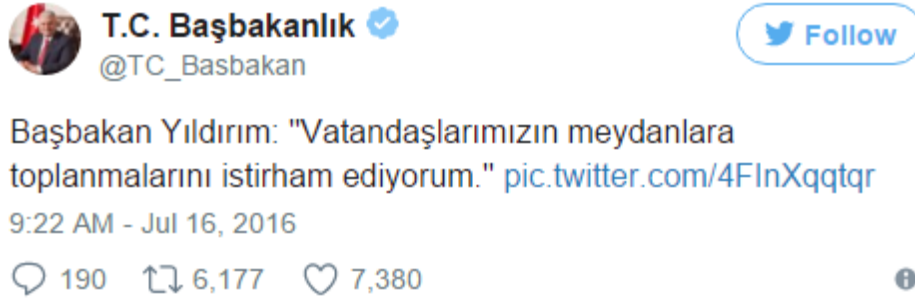 T.C. Başbakanlık
Follow
@TC_Basbakan
Başbakan Yıldırım: "Vatandaşlarımızın meydanlara
toplanmalarını istirham ediyorum." pic.twitter.com/4FInXqqtqr
9:22 AM - Jul 16, 2016
190 6,177 7,380